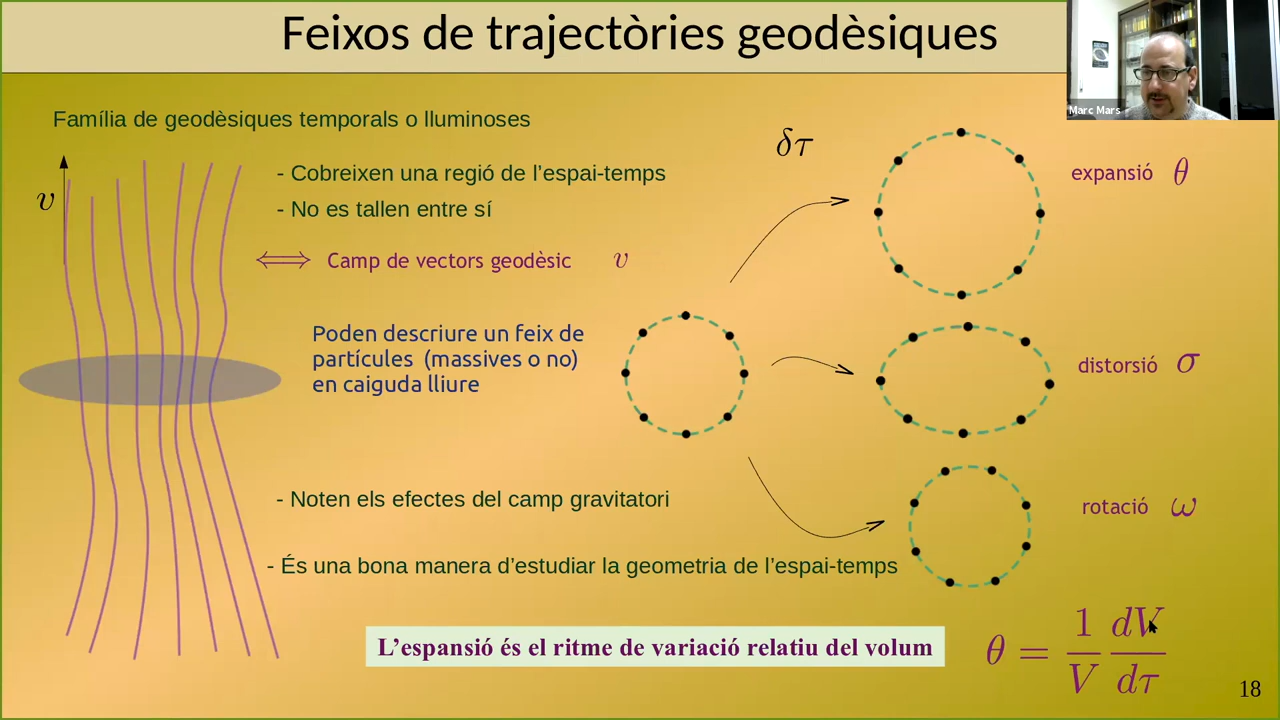 Feixos de trajectòries geodèsiques
Marc Mars
Família de geodèsiques temporals o lluminoses
δτ
v
- Cobreixen una regió de l'espai-temps
- No es tallen entre sí
⟺ Camp de vectors geodèsic v
expansió θ
Poden descriure un feix de
partícules (massives o no)
en caiguda lliure
distorsió σ
- Noten els efectes del camp gravitatori
rotació ω
- És una bona manera d'estudiar la geometria de l'espai-temps
L'espansió és el ritme de variació relatiu del volum
θ = 1/V dV/dτ
18